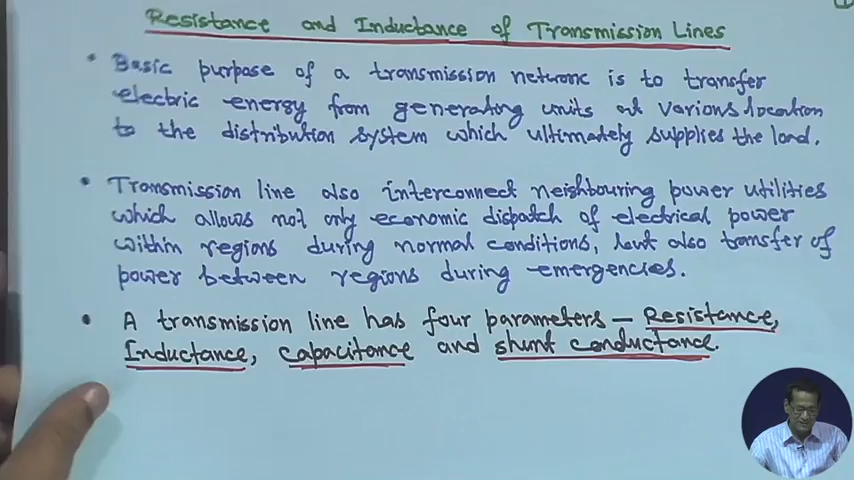 Resistance and Inductance of Transmission Lines
• Basic purpose of a transmission network is to transfer
electric energy from generating units at various location
to the distribution system which ultimately supplies the load.
• Transmission line also interconnect neighbouring power utilities
which allows not only economic dispatch of electrical power
within regions during normal conditions, but also transfer of
power between regions during emergencies.
• A transmission line has four parameters – Resistance,
Inductance, capacitance and shunt conductance.